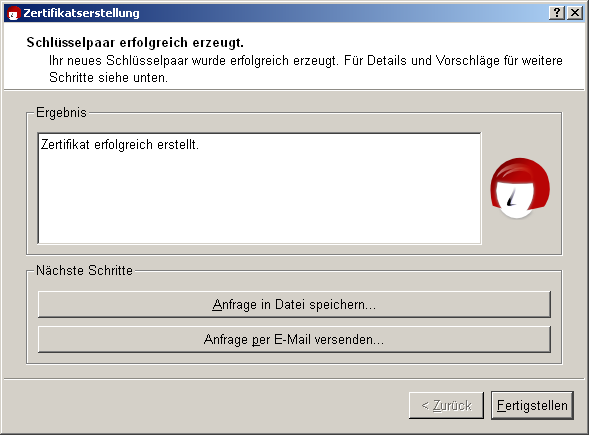 Zertifikatserstellung
Schlüsselpaar erfolgreich erzeugt.
Ihr neues Schlüsselpaar wurde erfolgreich erzeugt. Für Details und Vorschläge für weitere
Schritte siehe unten.
Ergebnis
Zertifikat erfolgreich erstellt.
Nächste Schritte
Anfrage in Datei speichern...
Anfrage per E-Mail versenden...
< Zurück
Fertigstellen